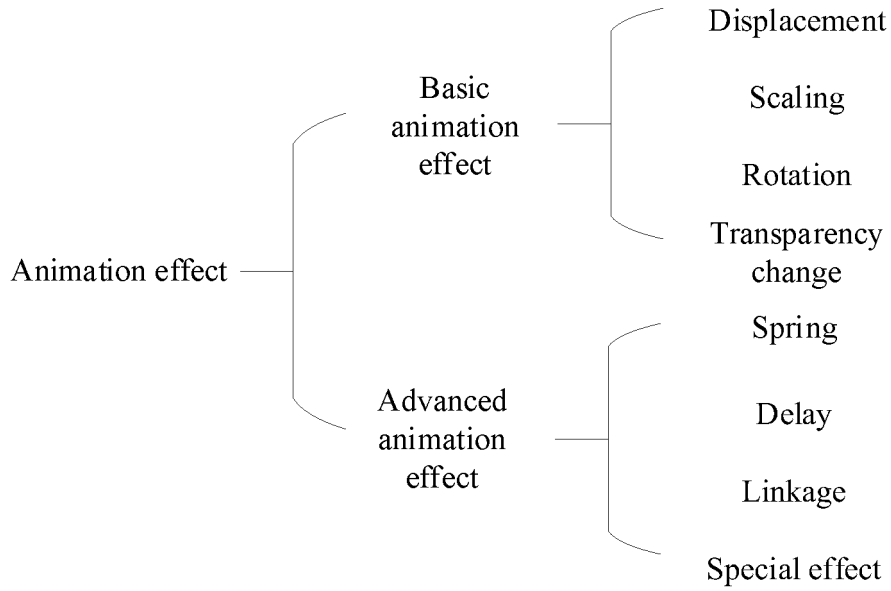 Animation effect
Basic
animation
effect
Displacement
Scaling
Rotation
Transparency
change
Advanced
animation
effect
Spring
Delay
Linkage
Special effect